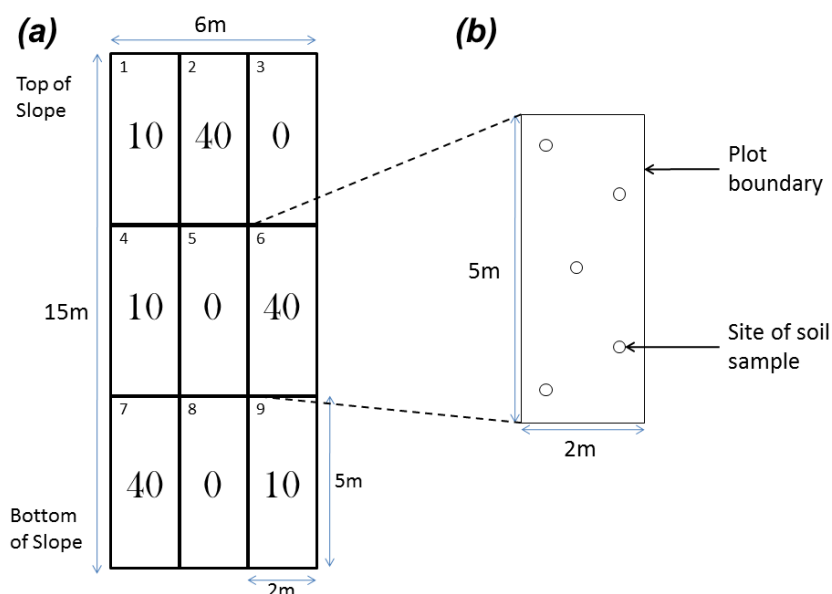 (a)
6m
Top of
Slope
1
2
3
10
40
0
15m
4
5
6
10
0
40
7
8
9
40
0
10
5m
Bottom
of Slope
2m
(b)
Plot
boundary
5m
Site of soil
sample
2m